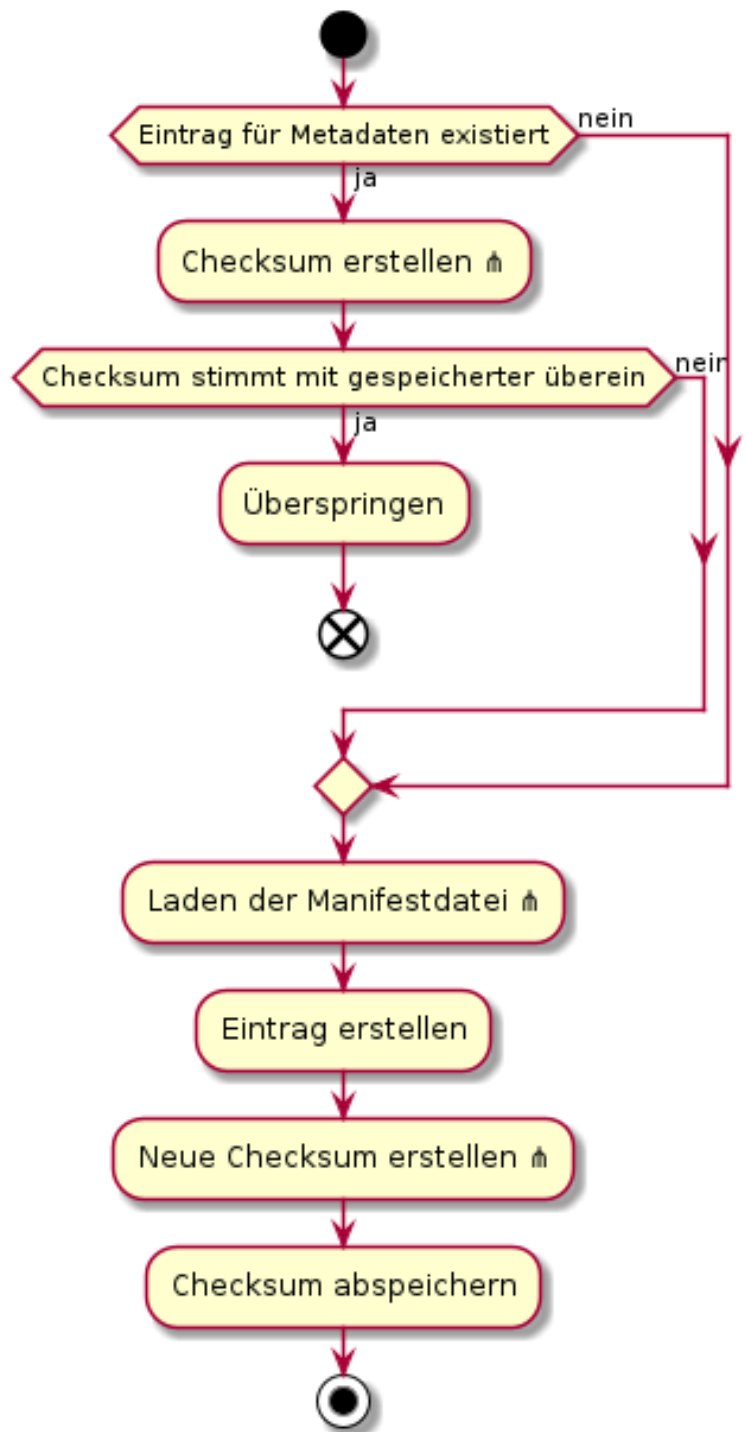 Eintrag für Metadaten existiert
nein
ja
Checksum erstellen ⋔
Checksum stimmt mit gespeicherter überein
nein
ja
Überspringen
Laden der Manifestdatei ⋔
Eintrag erstellen
Neue Checksum erstellen ⋔
Checksum abspeichern